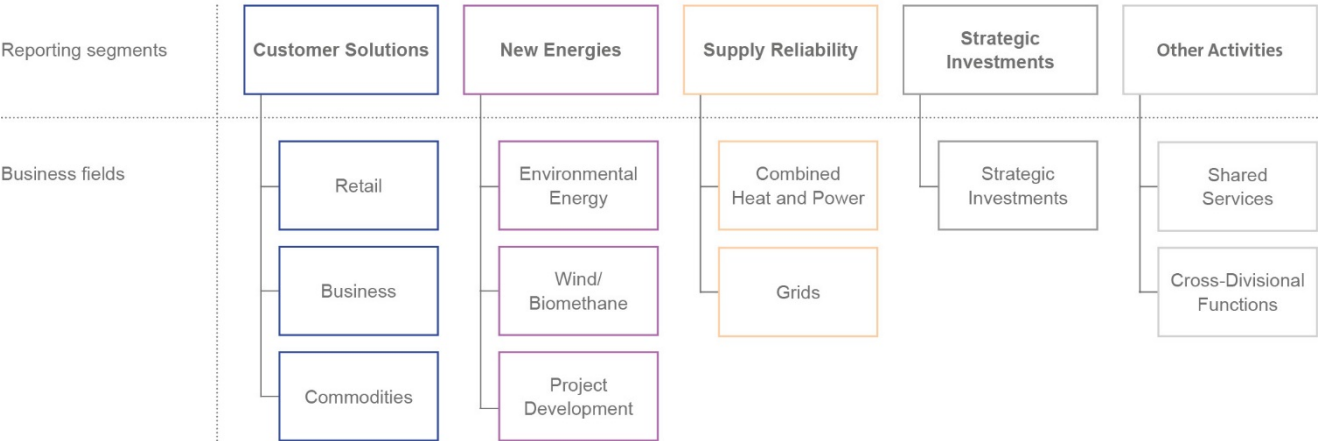 Reporting segments
Customer Solutions
New Energies
Supply Reliability
Strategic
Investments
Other Activities
Business fields
Retail
Environmental
Energy
Combined
Heat and Power
Strategic
Investments
Shared
Services
Business
Wind/
Biomethane
Grids
Cross-Divisional
Functions
Commodities
Project
Development